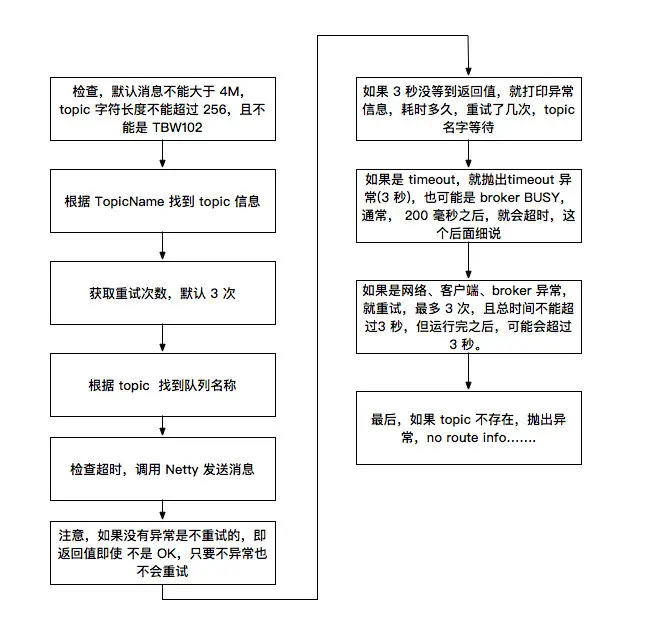 检查，默认消息不能大于 4M，
topic 字符长度不能超过 256，且不
能是 TBW102
根据 TopicName 找到 topic 信息
获取重试次数，默认 3 次
根据 topic  找到队列名称
检查超时，调用 Netty 发送消息
注意，如果没有异常是不重试的，即
返回值即使 不是 OK，只要不异常也
不会重试
如果 3 秒没等到返回值，就打印异常
信息，耗时多久，重试了几次，topic
名字等待
如果是 timeout，就抛出timeout 异
常(3 秒)，也可能是 broker BUSY，
通常， 200 毫秒之后，就会超时，这
个后面细说
如果是网络、客户端、broker 异常，
就重试，最多 3 次，且总时间不能超
过3 秒，但运行完之后，可能会超过
3 秒。
最后，如果 topic 不存在，抛出异
常，no route info.......